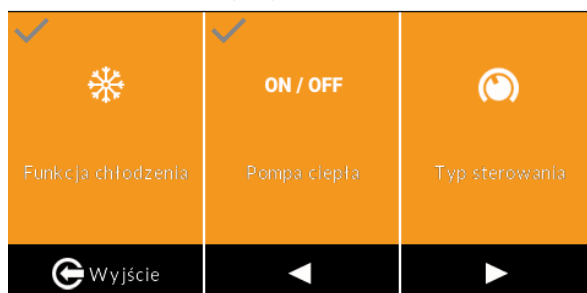 ON / OFF
Funkcja chłodzenia
Pompa ciepła
Typ sterowania
Wyjście